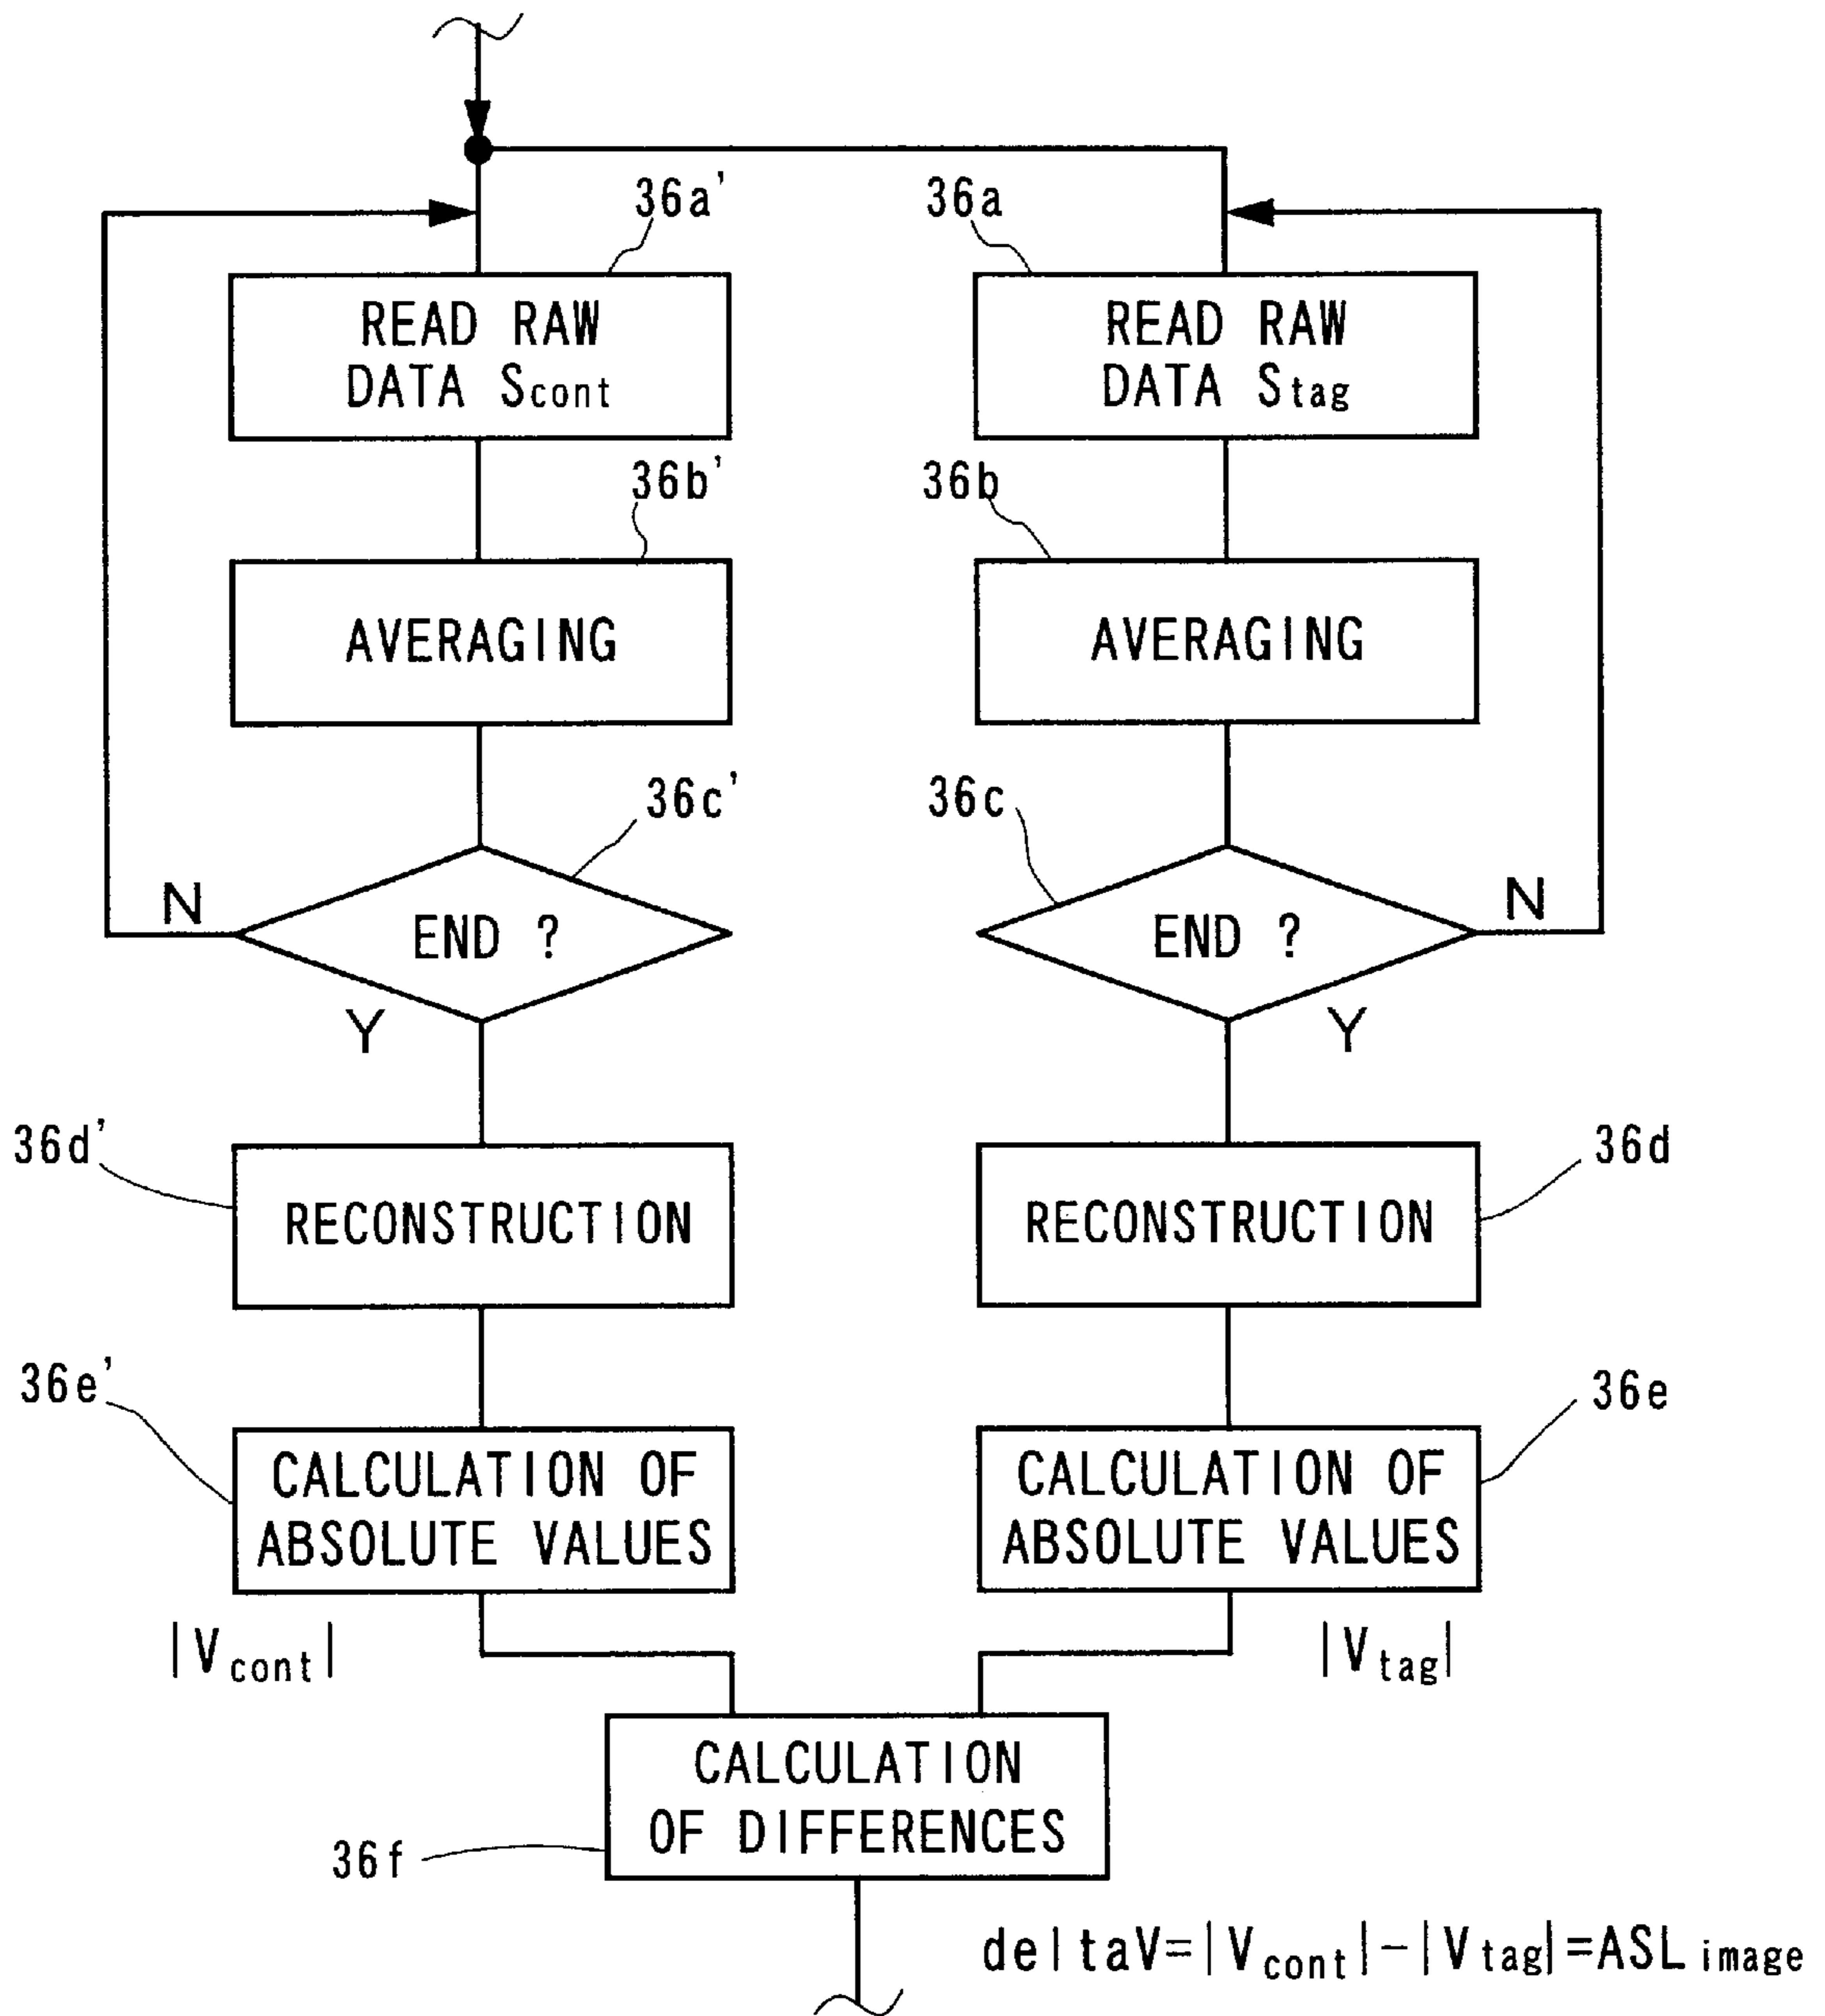 36a'
36a
READ RAW
DATA Scont
READ RAW
DATA Stag
36b'
36b
AVERAGING
AVERAGING
36c'
36c
N
END ?
END ?
N
Y
Y
36d'
RECONSTRUCTION
RECONSTRUCTION
36d
36e'
CALCULATION OF
ABSOLUTE VALUES
CALCULATION OF
ABSOLUTE VALUES
36e
|Vcont|
|Vtag|
CALCULATION
OF DIFFERENCES
36f
deltaV=|Vcont|-|Vtag|=ASL image